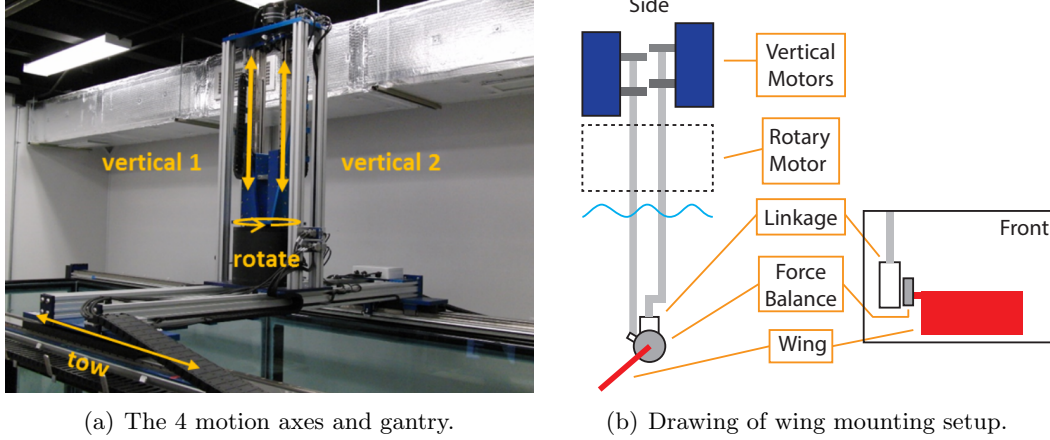 vertical 1
vertical 2
rotate
tow
(a) The 4 motion axes and gantry.
Side
Vertical
Motors
Rotary
Motor
Linkage
Front
Force
Balance
Wing
(b) Drawing of wing mounting setup.